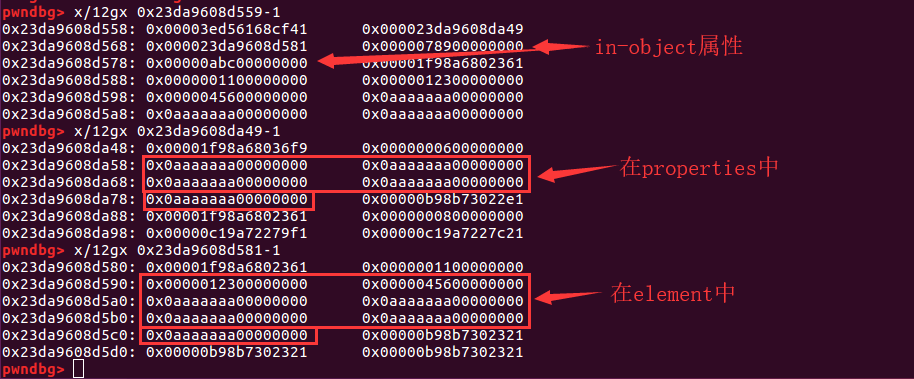 pwndbg> x/12gx 0x23da9608d559-1
0x23da9608d558: 0x00003ed56168cf41 0x000023da9608da49
0x23da9608d568: 0x000023da9608d581 0x0000078900000000
in-object属性
0x23da9608d578: 0x00000abc00000000 0x00001f98a6802361
0x23da9608d588: 0x0000001100000000 0x0000012300000000
0x23da9608d598: 0x0000045600000000 0x0aaaaaaa00000000
0x23da9608d5a8: 0x0aaaaaaa00000000 0x0aaaaaaa00000000
pwndbg> x/12gx 0x23da9608da49-1
0x23da9608da48: 0x00001f98a68036f9 0x0000000600000000
0x23da9608da58: 0x0aaaaaaa00000000 0x0aaaaaaa00000000
在properties中
0x23da9608da68: 0x0aaaaaaa00000000 0x0aaaaaaa00000000
0x23da9608da78: 0x0aaaaaaa00000000 0x00000b98b73022e1
0x23da9608da88: 0x00001f98a6802361 0x0000000800000000
0x23da9608da98: 0x00000c19a72279f1 0x00000c19a7227c21
pwndbg> x/12gx 0x23da9608d581-1
0x23da9608d580: 0x00001f98a6802361 0x0000001100000000
0x23da9608d590: 0x0000012300000000 0x0000045600000000
在element中
0x23da9608d5a0: 0x0aaaaaaa00000000 0x0aaaaaaa00000000
0x23da9608d5b0: 0x0aaaaaaa00000000 0x0aaaaaaa00000000
0x23da9608d5c0: 0x0aaaaaaa00000000 0x00000b98b7302321
0x23da9608d5d0: 0x00000b98b7302321 0x00000b98b7302321
pwndbg>